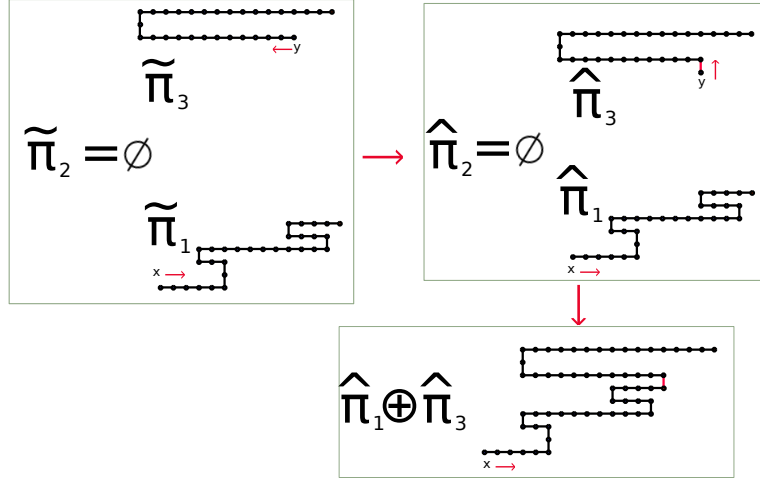 y
π̃₃
π̃₂ = ∅
π̃₁
x
y
π̂₃
π̂₂ = ∅
π̂₁
x
π̂₁⊕π̂₃
x